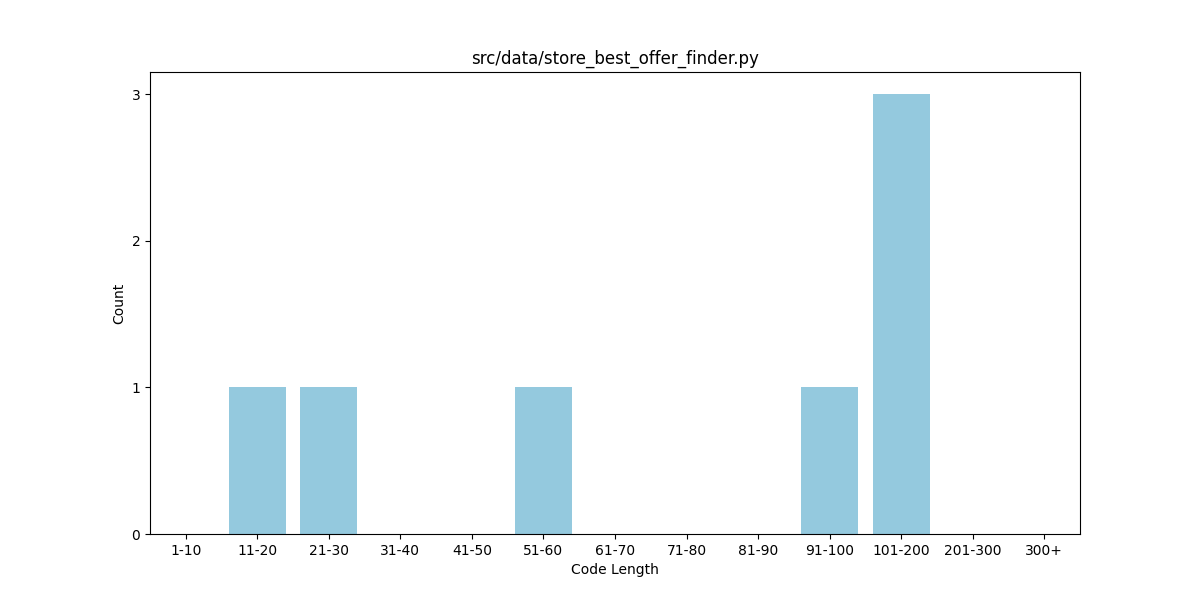 src/data/store_best_offer_finder.py
3
2
1
0
Count
1-10 11-20 21-30 31-40 41-50 51-60 61-70 71-80 81-90 91-100 101-200 201-300 300+
Code Length